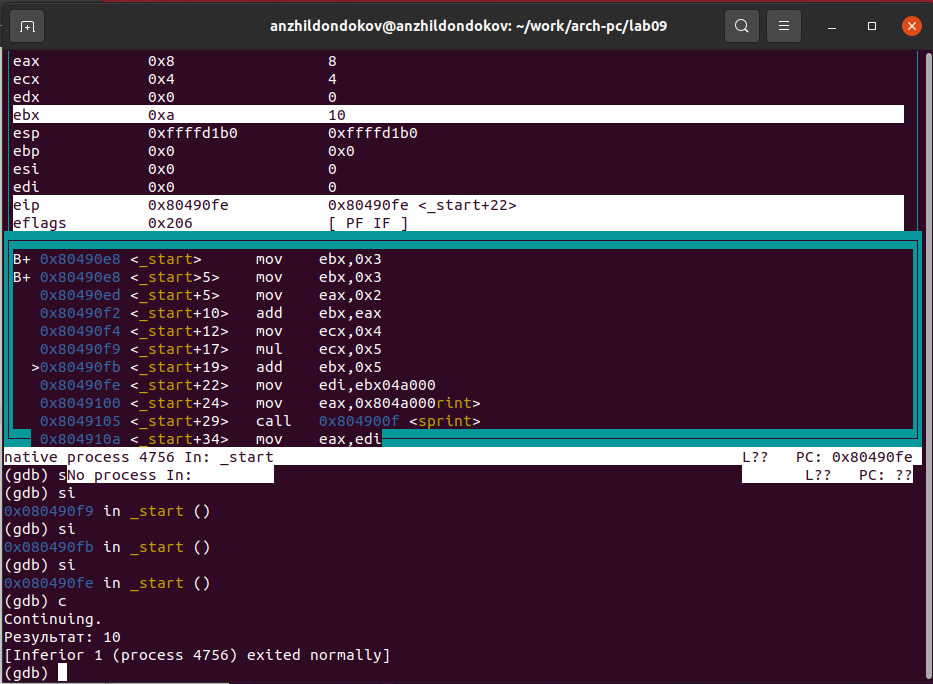 anzhildondokov@anzhildondokov: ~/work/arch-pc/lab09
eax 0x8 8
ecx 0x4 4
edx 0x0 0
ebx 0xa 10
esp 0xffffd1b0 0xffffd1b0
ebp 0x0 0x0
esi 0x0 0
edi 0x0 0
eip 0x80490fe 0x80490fe <_start+22>
eflags 0x206 [ PF IF ]
B+ 0x80490e8 <_start> mov ebx,0x3
B+ 0x80490e8 <_start>5> mov ebx,0x3
0x80490ed <_start+5> mov eax,0x2
0x80490f2 <_start+10> add ebx,eax
0x80490f4 <_start+12> mov ecx,0x4
0x80490f9 <_start+17> mul ecx,0x5
>0x80490fb <_start+19> add ebx,0x5
0x80490fe <_start+22> mov edi,ebx04a000
0x8049100 <_start+24> mov eax,0x804a000rint>
0x8049105 <_start+29> call 0x804900f <sprint>
0x804910a <_start+34> mov eax,edi
native process 4756 In: _start L?? PC: 0x80490fe
(gdb) sNo process In: L?? PC: ??
(gdb) si
0x080490f9 in _start ()
(gdb) si
0x080490fb in _start ()
(gdb) si
0x080490fe in _start ()
(gdb) c
Continuing.
Результат: 10
[Inferior 1 (process 4756) exited normally]
(gdb)